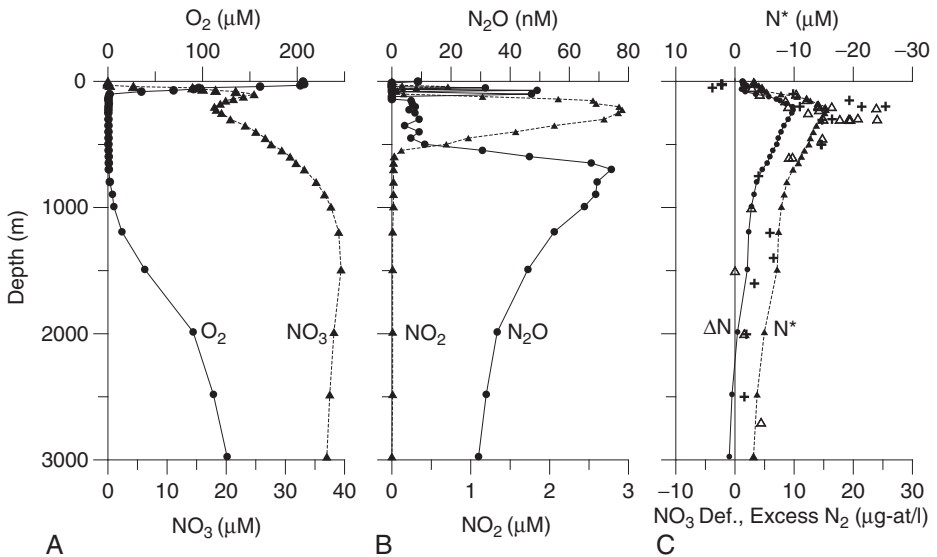 O2 (μM)
0 100 200
N2O (nM)
0 20 40 60 80
N* (μM)
10 0 −10 −20 −30
Depth (m)
0
1000
2000
3000
O2
NO3
NO2
N2O
ΔN
N*
0 10 20 30 40
NO3 (μM)
A
0 1 2 3
NO2 (μM)
B
−10 0 10 20 30
NO3 Def., Excess N2 (μg-at/l)
C